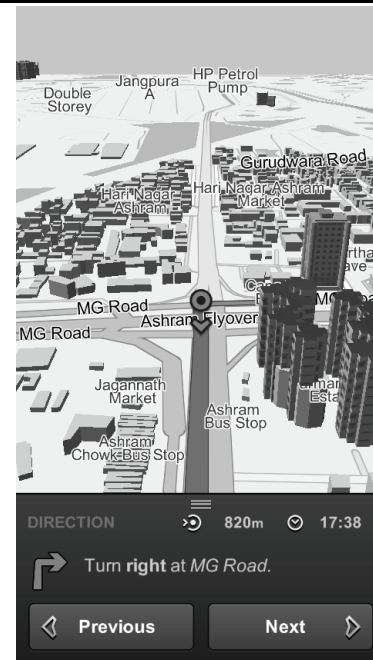 HP Petrol
Pump
Jangpura
A
Double
Storey
Gurudwara Road
Hari Nagar
Ashram
Hari Nagar Ashram
Market
MG Road
Ashram Flyover
MG Road
Jagannath
Market
Ashram
Bus Stop
Ashram
Chowk Bus Stop
DIRECTION
820m
17:38
Turn right at MG Road.
Previous
Next